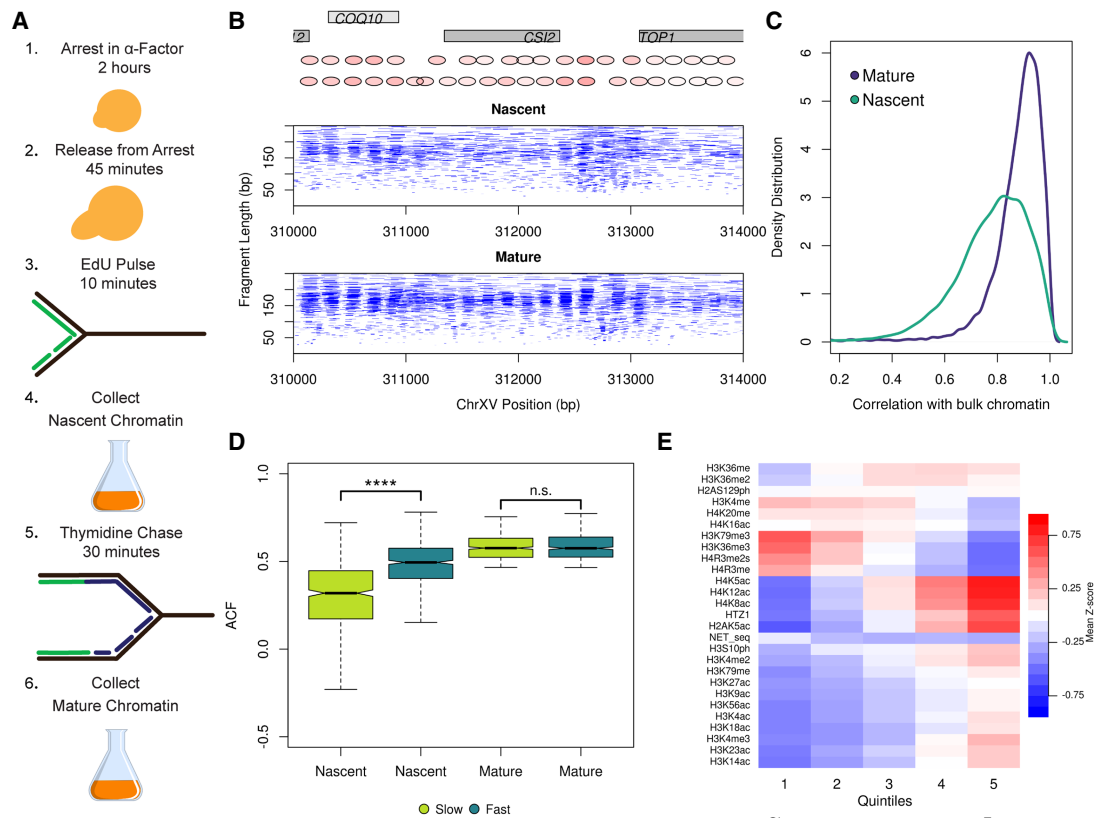 A
1. Arrest in α-Factor
2 hours
2. Release from Arrest
45 minutes
3. EdU Pulse
10 minutes
4. Collect
Nascent Chromatin
5. Thymidine Chase
30 minutes
6. Collect
Mature Chromatin
B
COQ10
12 CSI2 TOP1
Nascent
Fragment Length (bp)
150
50
310000 311000 312000 313000 314000
Mature
150
50
310000 311000 312000 313000 314000
ChrXV Position (bp)
C
Mature
Nascent
Density Distribution
6
5
4
3
2
1
0
0.2 0.4 0.6 0.8 1.0
Correlation with bulk chromatin
D
**** n.s.
ACF
1.0
0.5
0.0
-0.5
Nascent Nascent Mature Mature
Slow Fast
E
H3K36me
H3K36me2
H2AS129ph
H3K4me
H4K20me
H4K16ac
H3K79me3
H3K36me3
H4R3me2s
H4R3me
H4K5ac
H4K12ac
H4K8ac
HTZ1
H2AK5ac
NET_seq
H3S10ph
H3K4me2
H3K79me
H3K27ac
H3K9ac
H3K56ac
H3K4ac
H3K18ac
H3K4me3
H3K23ac
H3K14ac
1 2 3 4 5
Quintiles
0.75
0.25
-0.25
-0.75
Mean Z-score